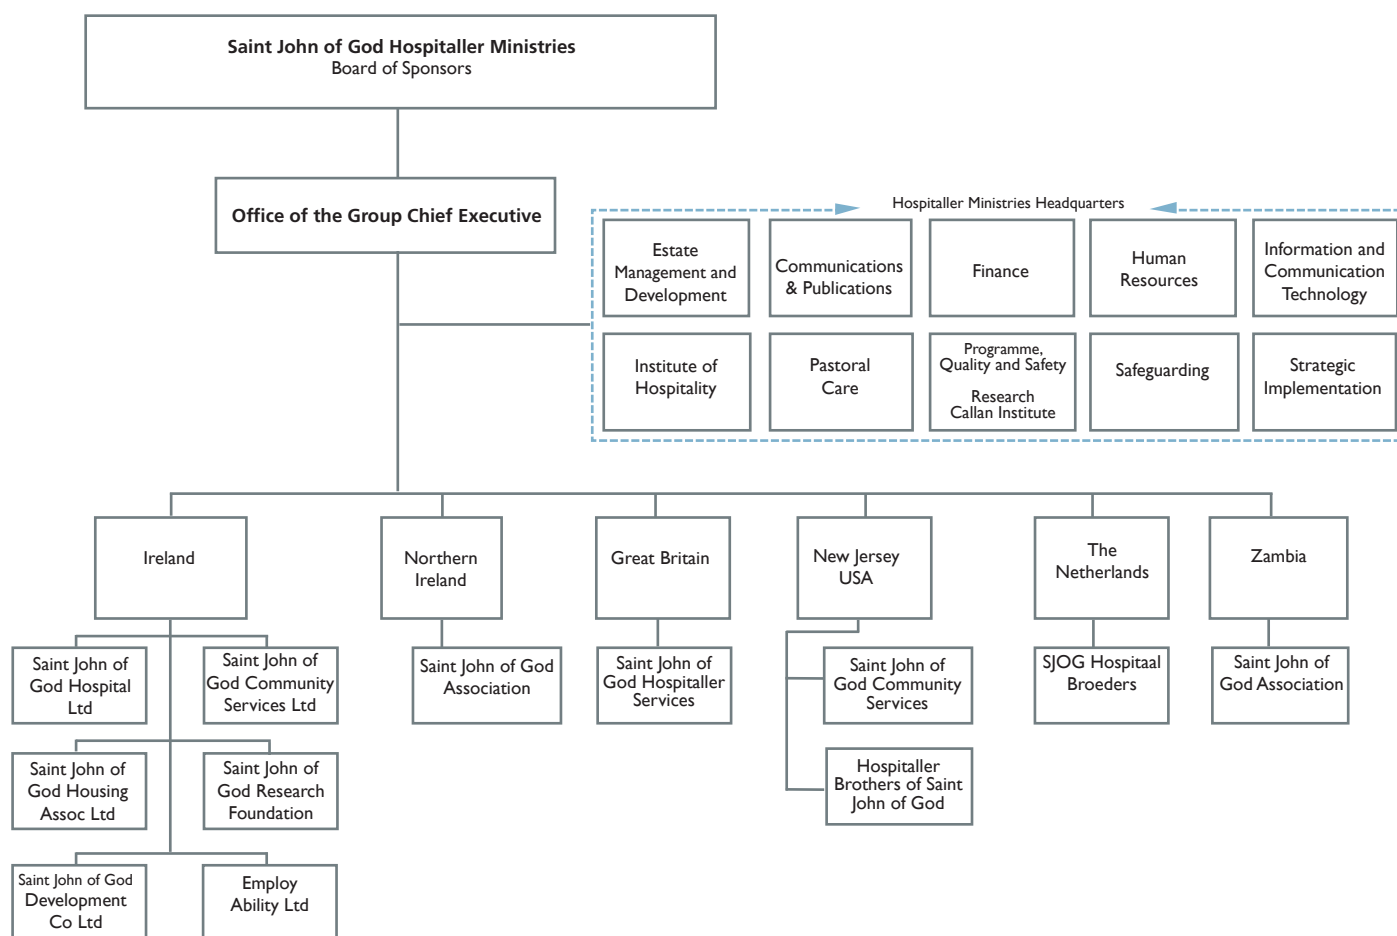 Saint John of God Hospitaller Ministries
Board of Sponsors
Office of the Group Chief Executive
Hospitaller Ministries Headquarters
Estate
Management and
Development
Communications
& Publications
Finance
Human
Resources
Information and
Communication
Technology
Institute of
Hospitality
Pastoral
Care
Programme,
Quality and Safety
Research
Callan Institute
Safeguarding
Strategic
Implementation
Ireland
Northern
Ireland
Great Britain
New Jersey
USA
The
Netherlands
Zambia
Saint John of
God Hospital
Ltd
Saint John of
God Community
Services Ltd
Saint John of God
Association
Saint John of
God Hospitaller
Services
Saint John of
God Community
Services
SJOG Hospitaal
Broeders
Saint John of
God Association
Saint John of
God Housing
Assoc Ltd
Saint John of
God Research
Foundation
Hospitaller
Brothers of Saint
John of God
Saint John of God
Development
Co Ltd
Employ
Ability Ltd